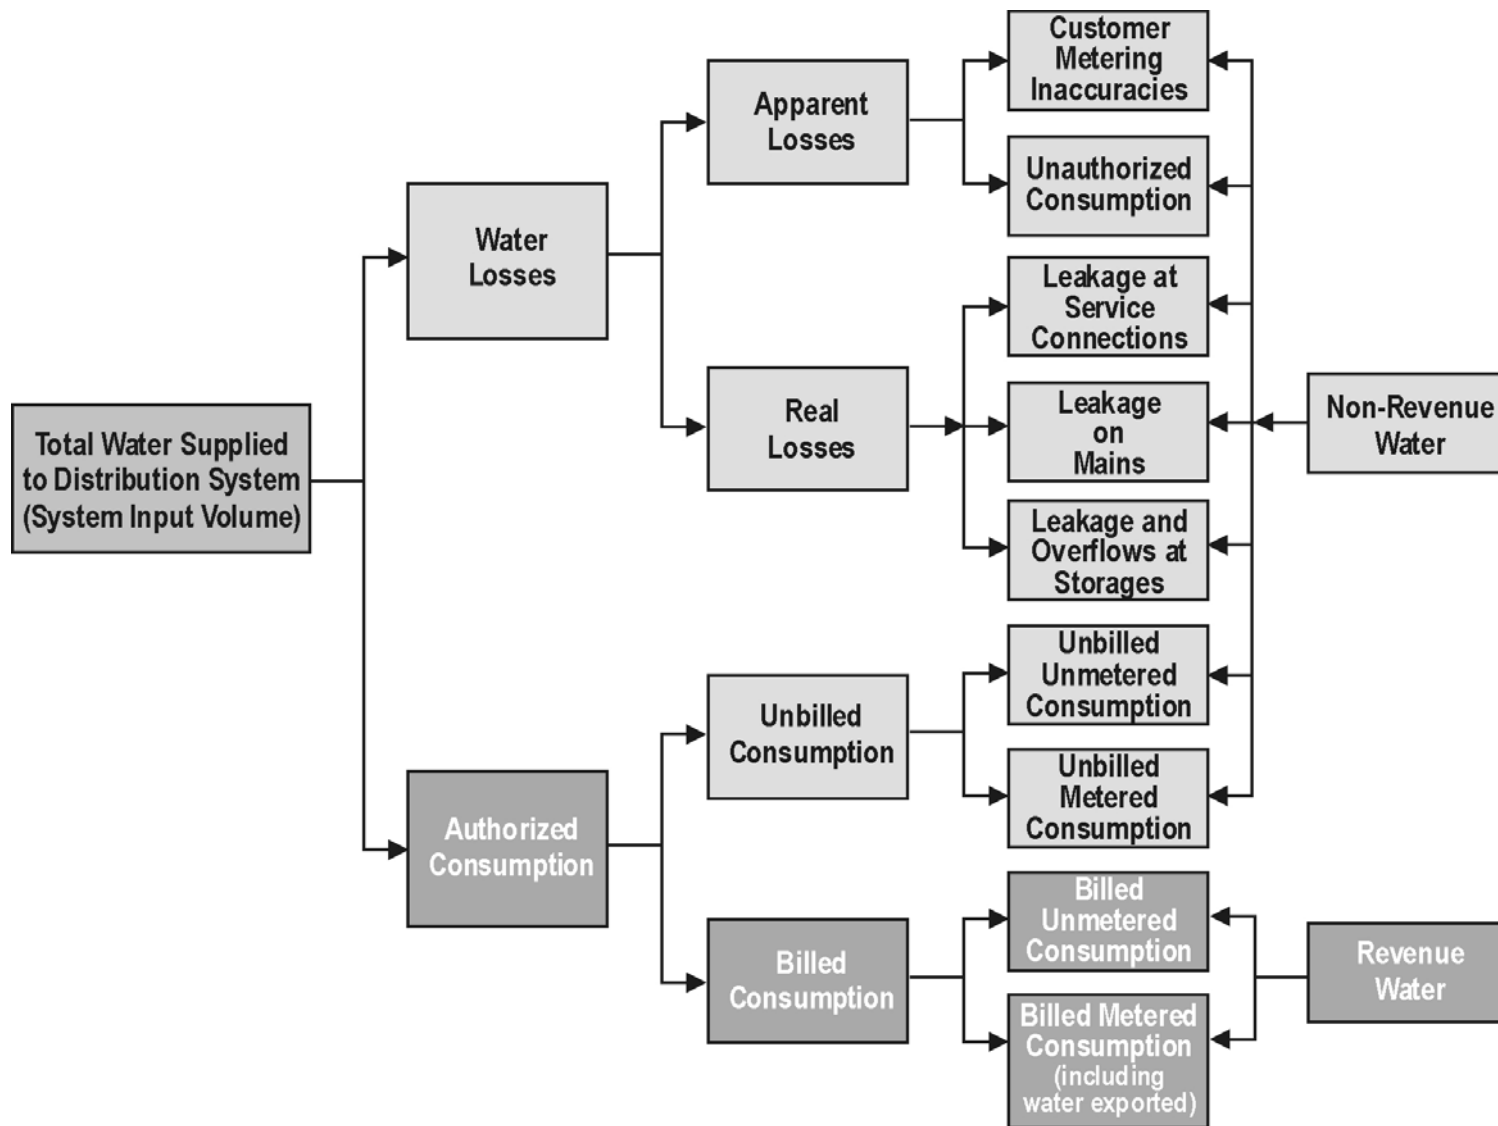 Total Water Supplied
to Distribution System
(System Input Volume)
Water
Losses
Authorized
Consumption
Apparent
Losses
Real
Losses
Unbilled
Consumption
Billed
Consumption
Customer
Metering
Inaccuracies
Unauthorized
Consumption
Leakage at
Service
Connections
Leakage
on
Mains
Leakage and
Overflows at
Storages
Unbilled
Unmetered
Consumption
Unbilled
Metered
Consumption
Billed
Unmetered
Consumption
Billed Metered
Consumption
(including
water exported)
Non-Revenue
Water
Revenue
Water